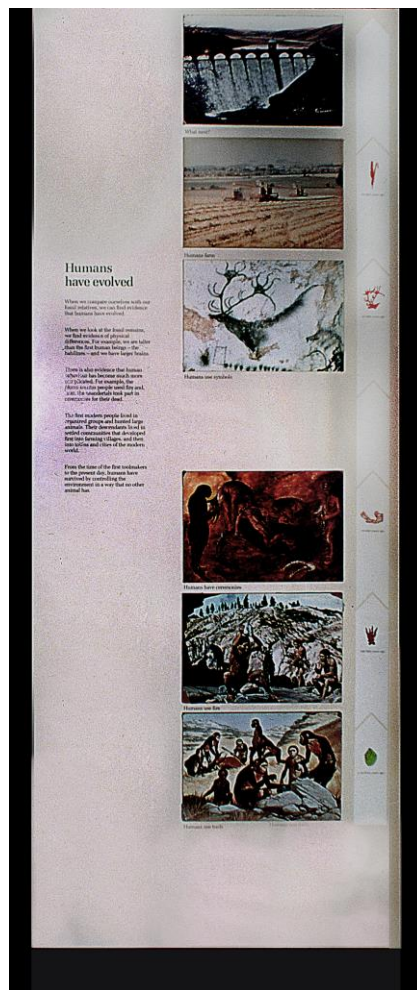 What next?
Humans farm
Humans
have evolved
When we compare ourselves with our
fossil relatives, we can find evidence
that humans have evolved.
When we look at the fossil remains,
we find evidence of physical
differences. For example, we are taller
than the first human beings – the
habilines – and we have larger brains.
There is also evidence that human
behaviour has become much more
complicated. For example, the
erectus people used fire and,
the neandertals took part in
ceremonies for their dead.
The first modern people lived in
organized groups and hunted large
animals. Their descendants lived in
settled communities that developed
first into farming villages, and then
into towns and cities of the modern
world.
From the time of the first toolmakers
to the present day, humans have
survived by controlling the
environment in a way that no other
animal has.
Humans use symbols
Humans have ceremonies
Humans use fire
Humans use tools